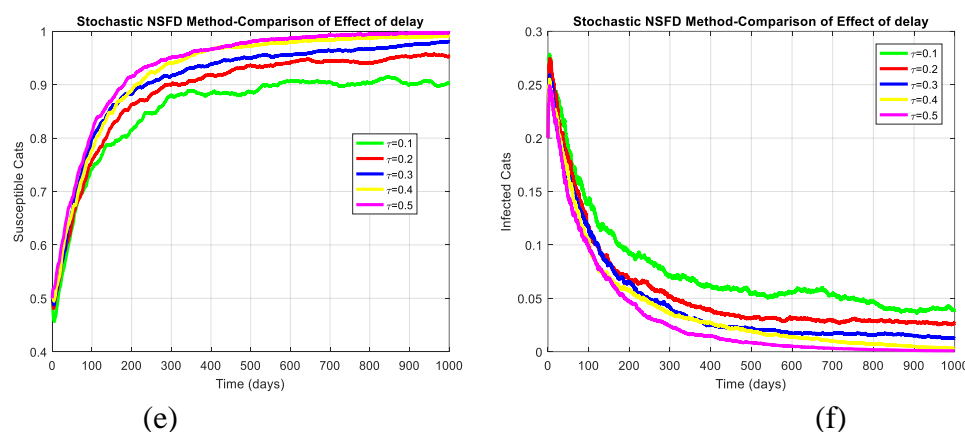 Stochastic NSFD Method-Comparison of Effect of delay
1
0.9
0.8
0.7
0.6
0.5
0.4
Susceptible Cats
τ=0.1
τ=0.2
τ=0.3
τ=0.4
τ=0.5
0 100 200 300 400 500 600 700 800 900 1000
Time (days)
(e)
Stochastic NSFD Method-Comparison of Effect of delay
0.3
0.25
0.2
0.15
0.1
0.05
0
Infected Cats
τ=0.1
τ=0.2
τ=0.3
τ=0.4
τ=0.5
0 100 200 300 400 500 600 700 800 900 1000
Time (days)
(f)